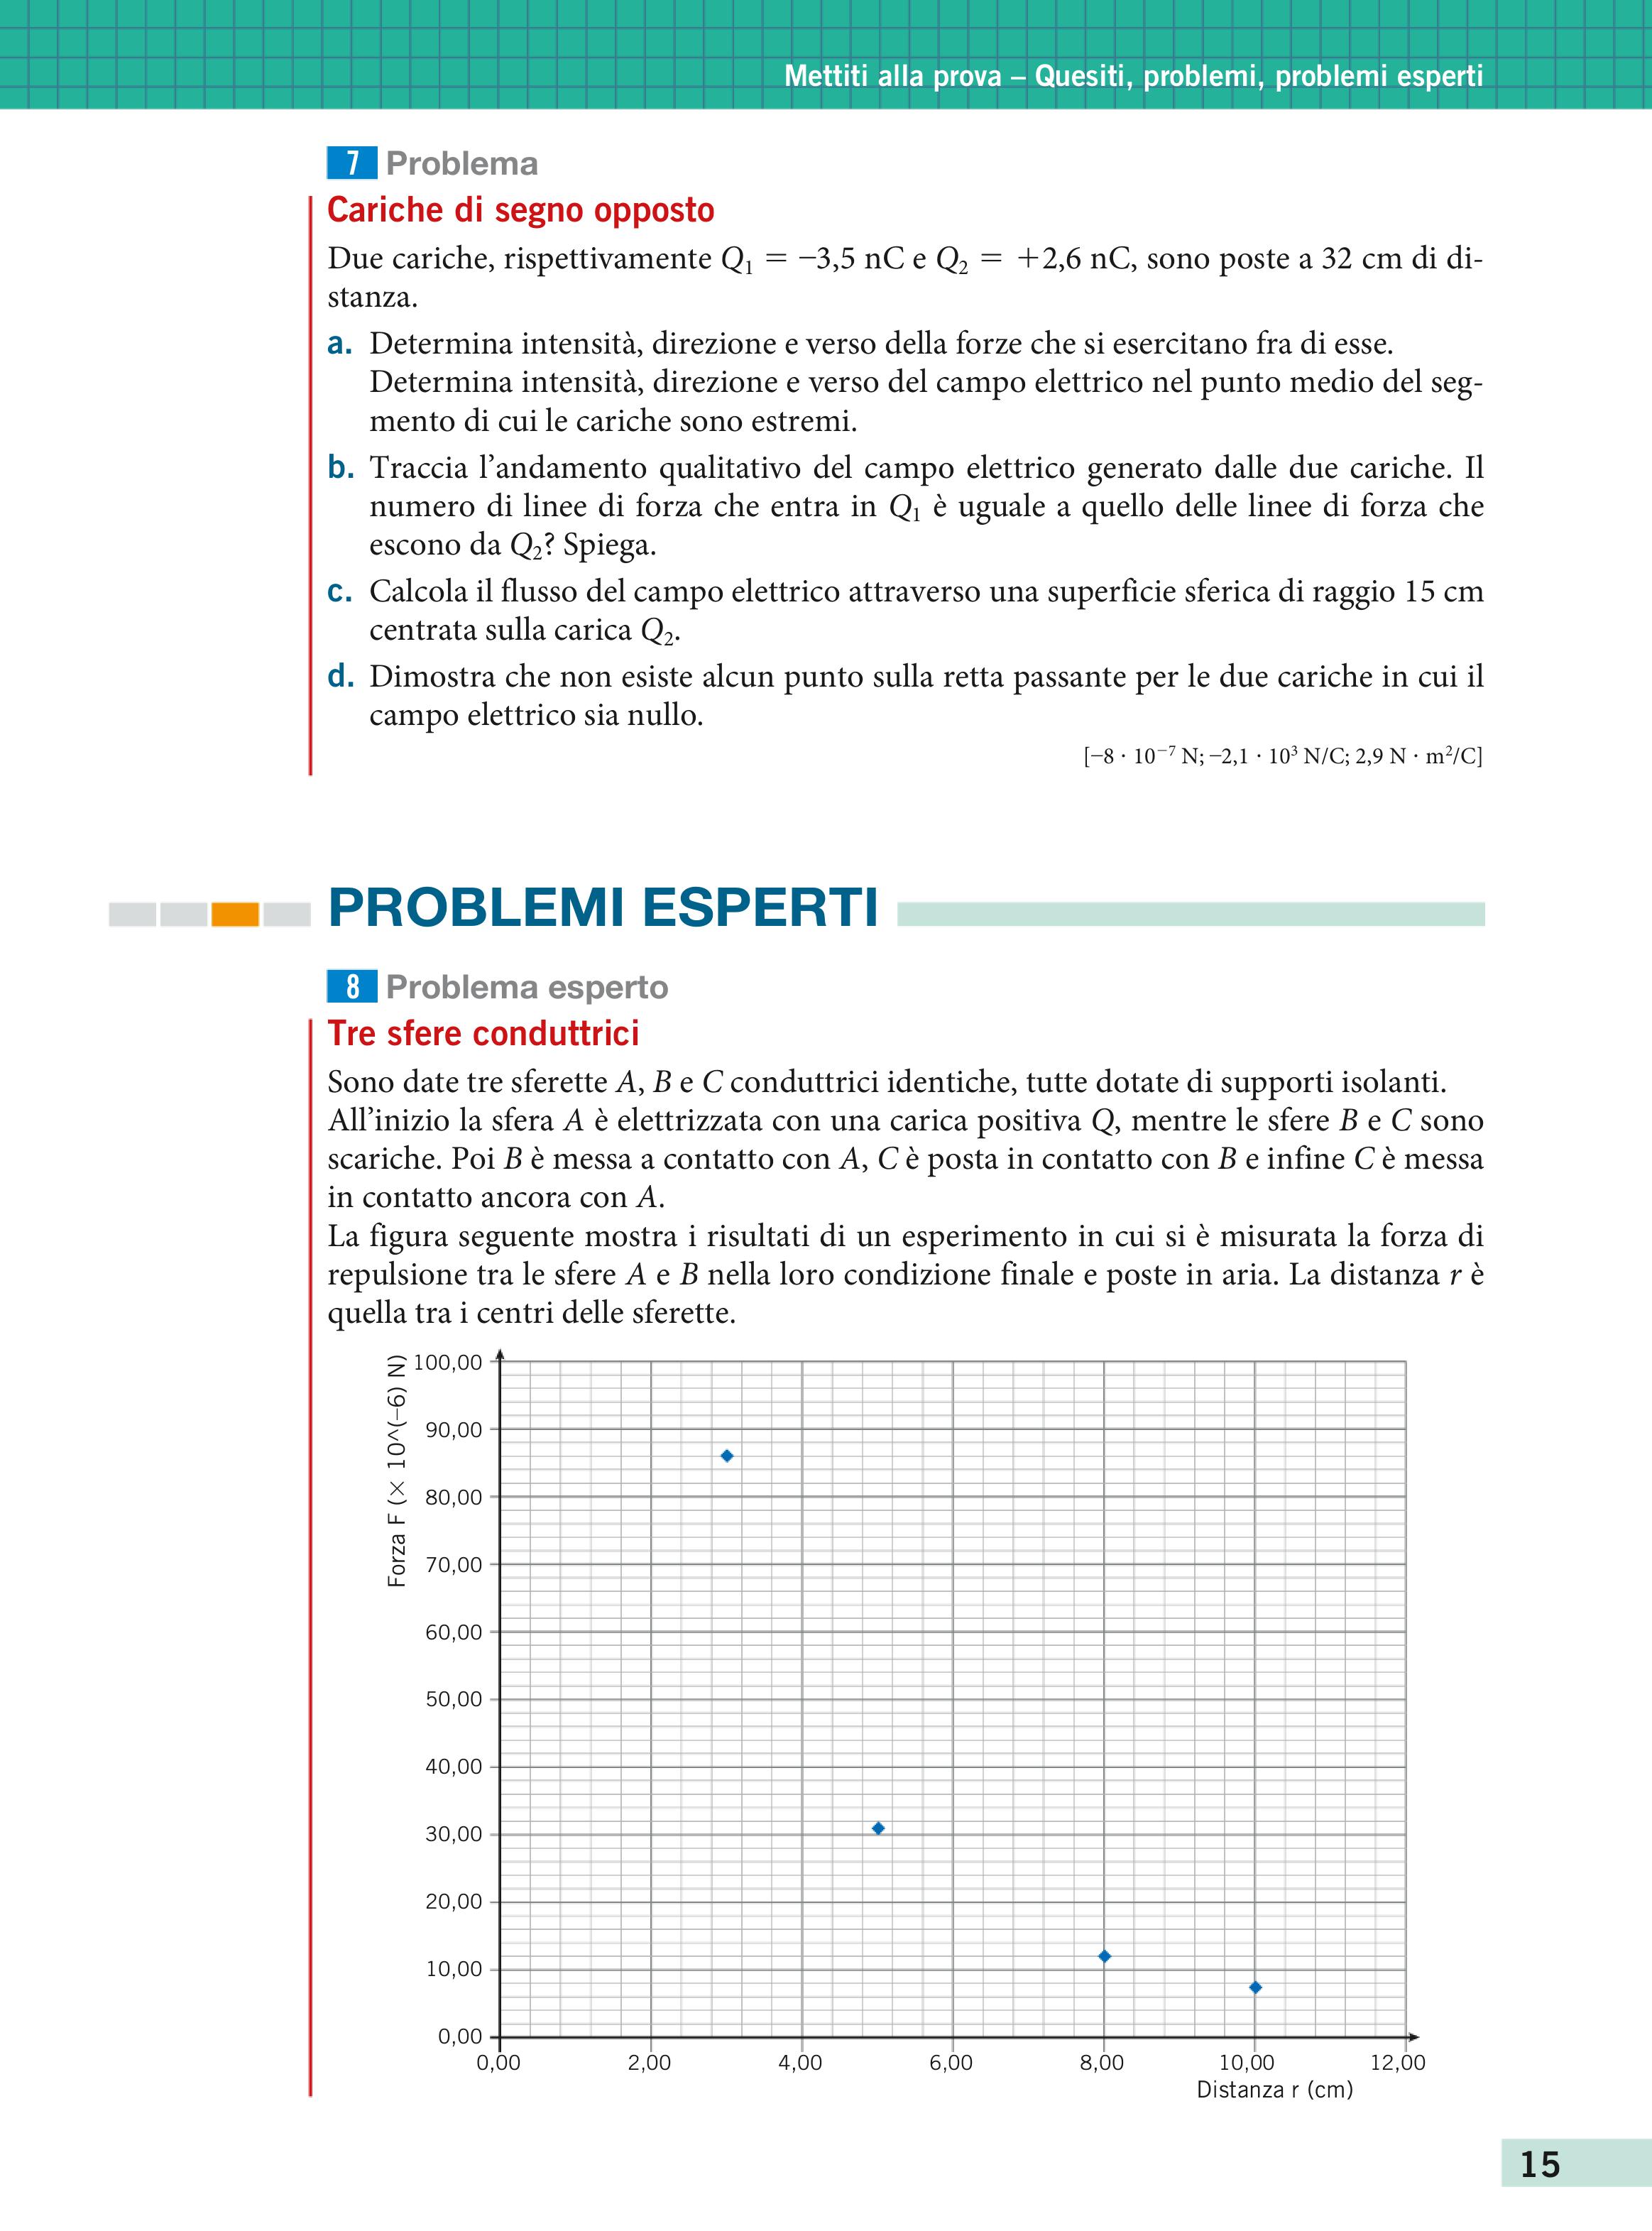 Mettiti alla prova – Quesiti, problemi, problemi esperti
7 Problema
Cariche di segno opposto
Due cariche, rispettivamente Q₁ = −3,5 nC e Q₂ = +2,6 nC, sono poste a 32 cm di di-
stanza.
a. Determina intensità, direzione e verso della forze che si esercitano fra di esse.
Determina intensità, direzione e verso del campo elettrico nel punto medio del seg-
mento di cui le cariche sono estremi.
b. Traccia l’andamento qualitativo del campo elettrico generato dalle due cariche. Il
numero di linee di forza che entra in Q₁ è uguale a quello delle linee di forza che
escono da Q₂? Spiega.
c. Calcola il flusso del campo elettrico attraverso una superficie sferica di raggio 15 cm
centrata sulla carica Q₂.
d. Dimostra che non esiste alcun punto sulla retta passante per le due cariche in cui il
campo elettrico sia nullo.
[−8 · 10⁻⁷ N; −2,1 · 10³ N/C; 2,9 N · m²/C]
PROBLEMI ESPERTI
8 Problema esperto
Tre sfere conduttrici
Sono date tre sferette A, B e C conduttrici identiche, tutte dotate di supporti isolanti.
All’inizio la sfera A è elettrizzata con una carica positiva Q, mentre le sfere B e C sono
scariche. Poi B è messa a contatto con A, C è posta in contatto con B e infine C è messa
in contatto ancora con A.
La figura seguente mostra i risultati di un esperimento in cui si è misurata la forza di
repulsione tra le sfere A e B nella loro condizione finale e poste in aria. La distanza r è
quella tra i centri delle sferette.
Forza F (× 10^(−6) N)
100,00
90,00
80,00
70,00
60,00
50,00
40,00
30,00
20,00
10,00
0,00
0,00 2,00 4,00 6,00 8,00 10,00 12,00
Distanza r (cm)
15